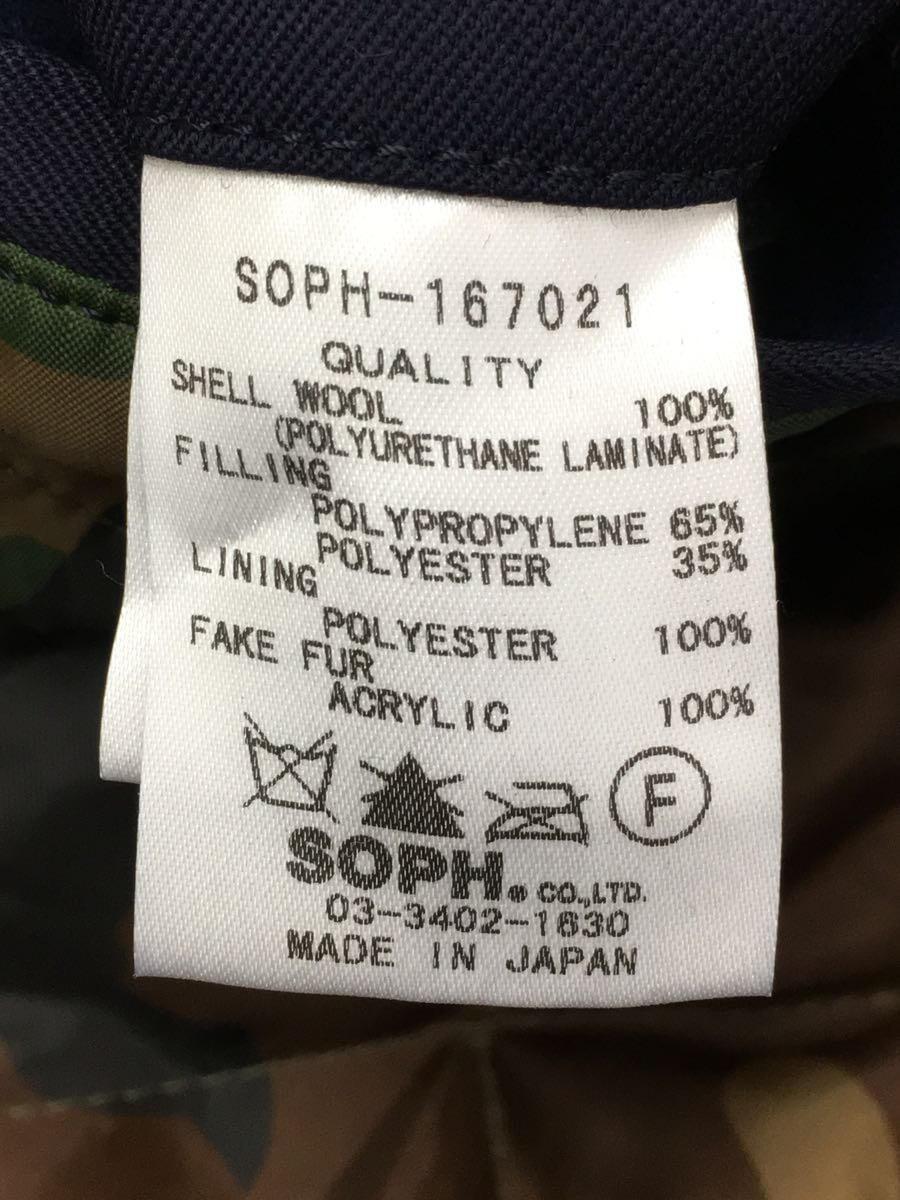 SOPH-167021
QUALITY
SHELL WOOL 100%
(POLYURETHANE LAMINATE)
FILLING
POLYPROPYLENE 65%
POLYESTER 35%
LINING
POLYESTER 100%
FAKE FUR
ACRYLIC 100%
F
SOPH. CO.,LTD.
03-3402-1630
MADE IN JAPAN